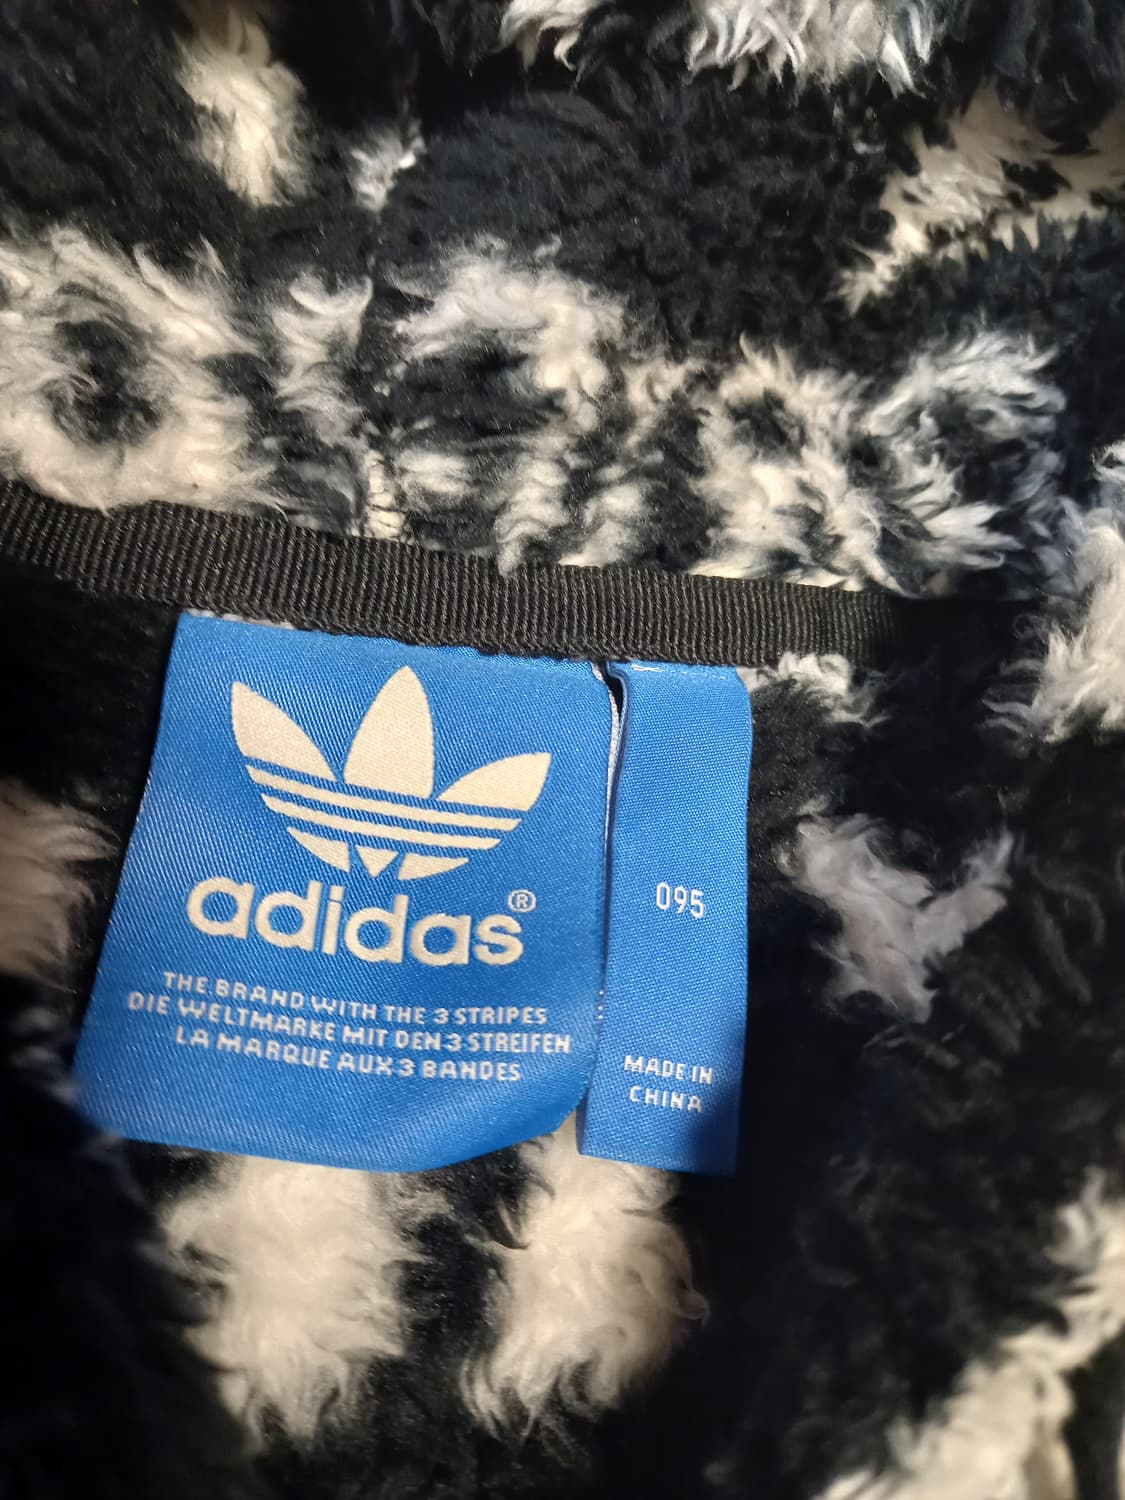 adidas®
THE BRAND WITH THE 3 STRIPES
DIE WELTMARKE MIT DEN 3 STREIFEN
LA MARQUE AUX 3 BANDES
095
MADE IN
CHINA